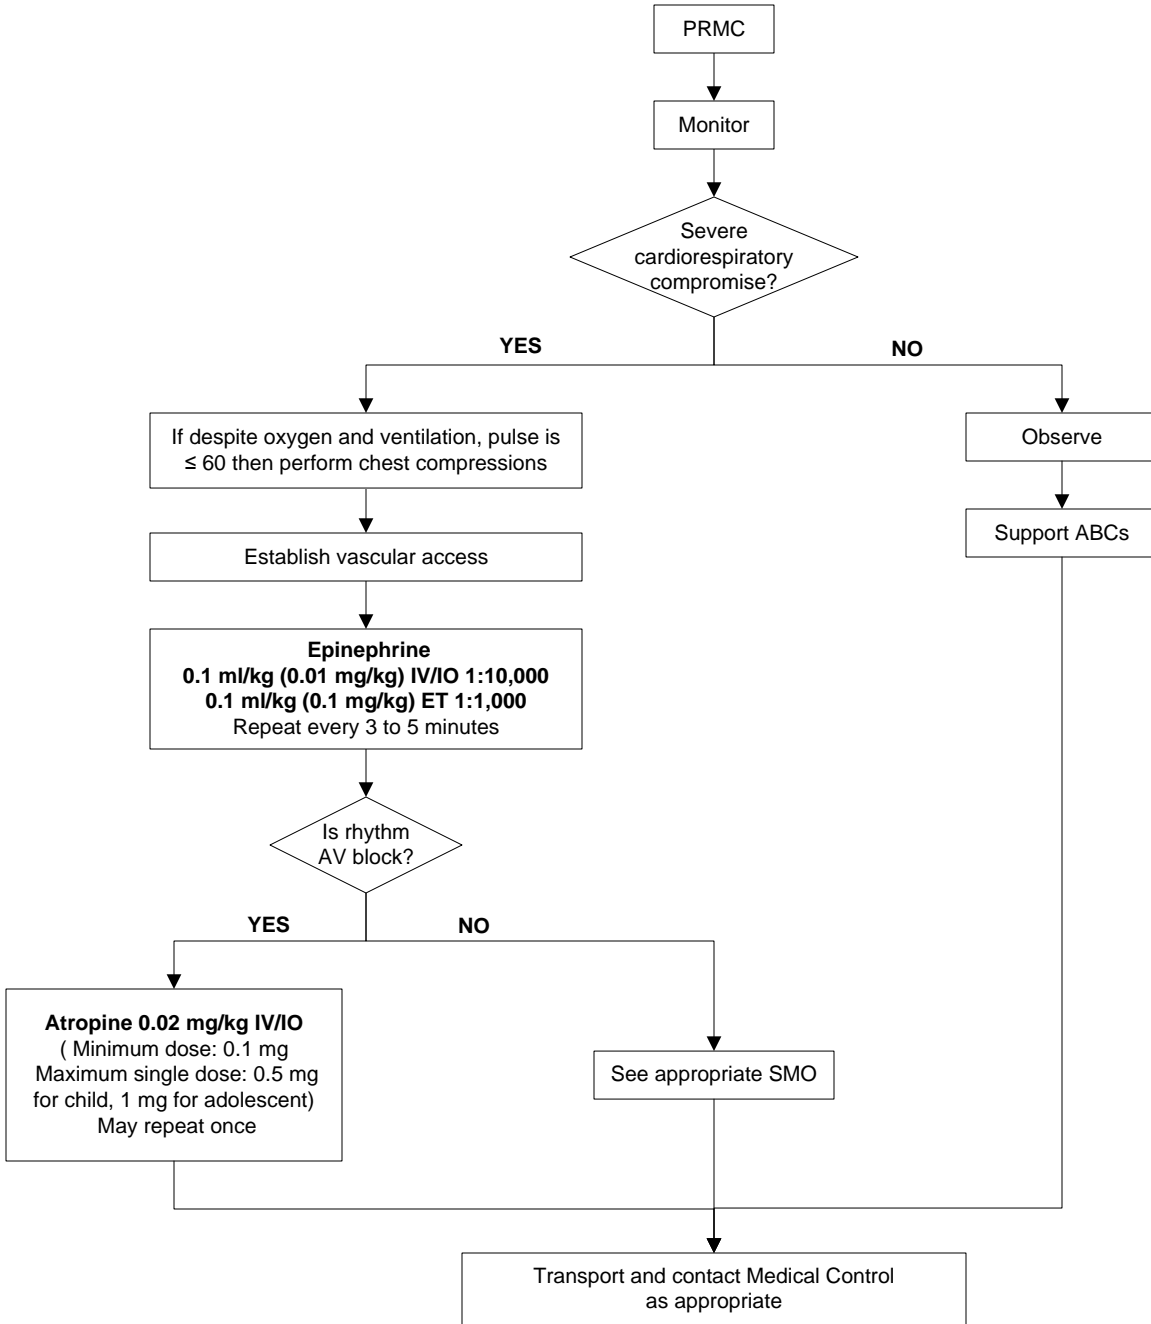 PRMC
Monitor
Severe
cardiorespiratory
compromise?
YES
NO
If despite oxygen and ventilation, pulse is
≤ 60 then perform chest compressions
Observe
Establish vascular access
Support ABCs
Epinephrine
0.1 ml/kg (0.01 mg/kg) IV/IO 1:10,000
0.1 ml/kg (0.1 mg/kg) ET 1:1,000
Repeat every 3 to 5 minutes
Is rhythm
AV block?
YES
NO
Atropine 0.02 mg/kg IV/IO
( Minimum dose: 0.1 mg
Maximum single dose: 0.5 mg
for child, 1 mg for adolescent)
May repeat once
See appropriate SMO
Transport and contact Medical Control
as appropriate